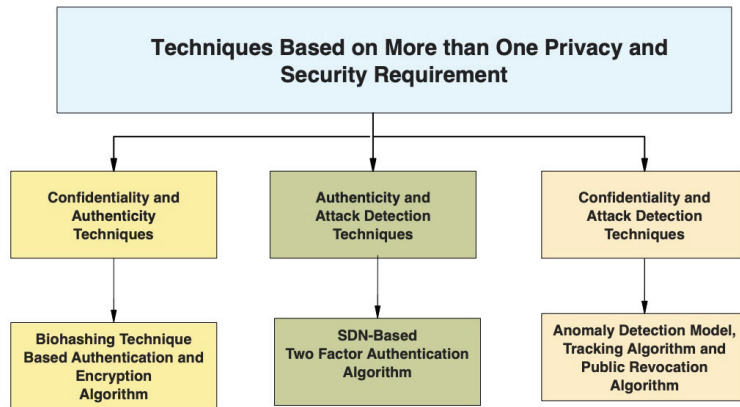 Techniques Based on More than One Privacy and
Security Requirement
Confidentiality and
Authenticity
Techniques
Authenticity and
Attack Detection
Techniques
Confidentiality and
Attack Detection
Techniques
Biohashing Technique
Based Authentication and
Encryption
Algorithm
SDN-Based
Two Factor Authentication
Algorithm
Anomaly Detection Model,
Tracking Algorithm and
Public Revocation
Algorithm